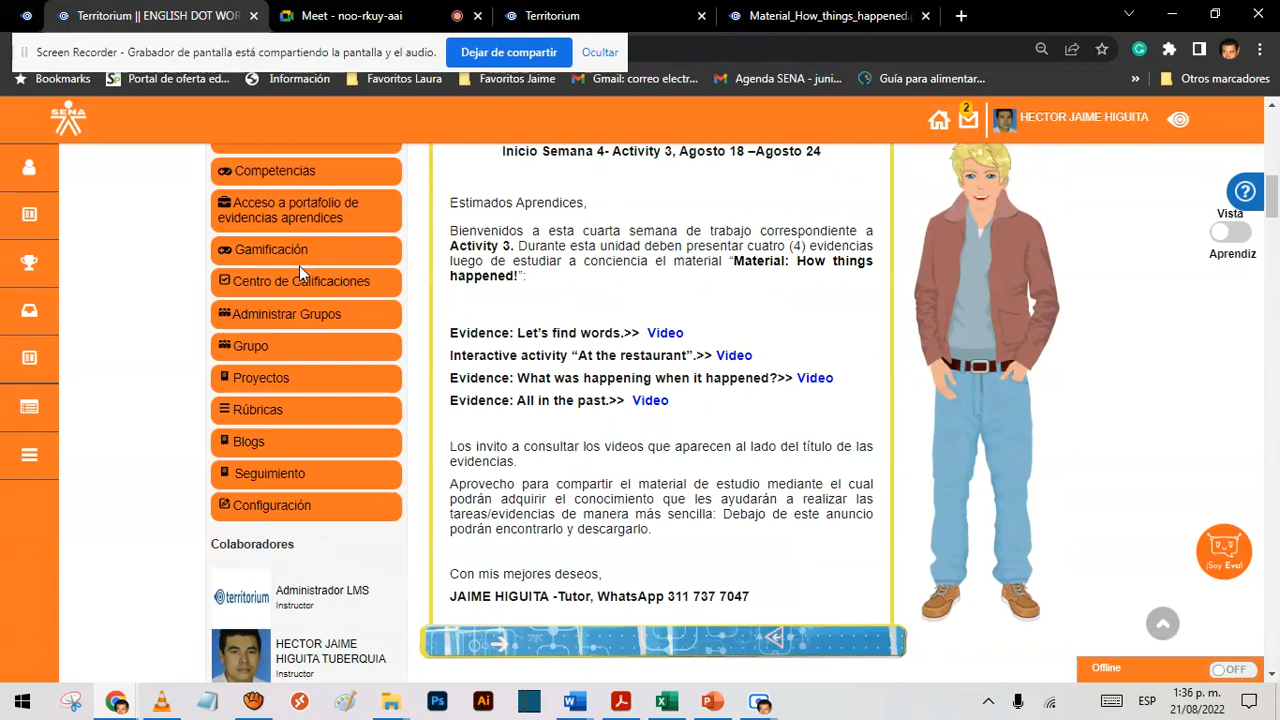 Territorium || ENGLISH DOT WOR
Meet - noo-rkuy-aai
Territorium
Material_How_things_happened.
Screen Recorder - Grabador de pantalla está compartiendo la pantalla y el audio.
Dejar de compartir
Ocultar
Bookmarks
Portal de oferta ed...
Información
Favoritos Laura
Favoritos Jaime
Gmail: correo electr...
Agenda SENA - juni...
Guía para alimentar...
»
Otros marcadores
SENA
2
HECTOR JAIME HIGUITA
Competencias
Acceso a portafolio de
evidencias aprendices
Gamificación
Centro de Calificaciones
Administrar Grupos
Grupo
Proyectos
Rúbricas
Blogs
Seguimiento
Configuración
Colaboradores
territorium
Administrador LMS
Instructor
HECTOR JAIME
HIGUITA TUBERQUIA
Instructor
Inicio Semana 4- Activity 3, Agosto 18 –Agosto 24
Estimados Aprendices,
Bienvenidos a esta cuarta semana de trabajo correspondiente a
Activity 3. Durante esta unidad deben presentar cuatro (4) evidencias
luego de estudiar a conciencia el material “Material: How things
happened!”:
Evidence: Let’s find words.>> Video
Interactive activity “At the restaurant”.>> Video
Evidence: What was happening when it happened?>> Video
Evidence: All in the past.>> Video
Los invito a consultar los videos que aparecen al lado del título de las
evidencias.
Aprovecho para compartir el material de estudio mediante el cual
podrán adquirir el conocimiento que les ayudarán a realizar las
tareas/evidencias de manera más sencilla: Debajo de este anuncio
podrán encontrarlo y descargarlo.
Con mis mejores deseos,
JAIME HIGUITA -Tutor, WhatsApp 311 737 7047
Vista
Aprendiz
¡Soy Eva!
Offline
OFF
ESP
1:36 p. m.
21/08/2022